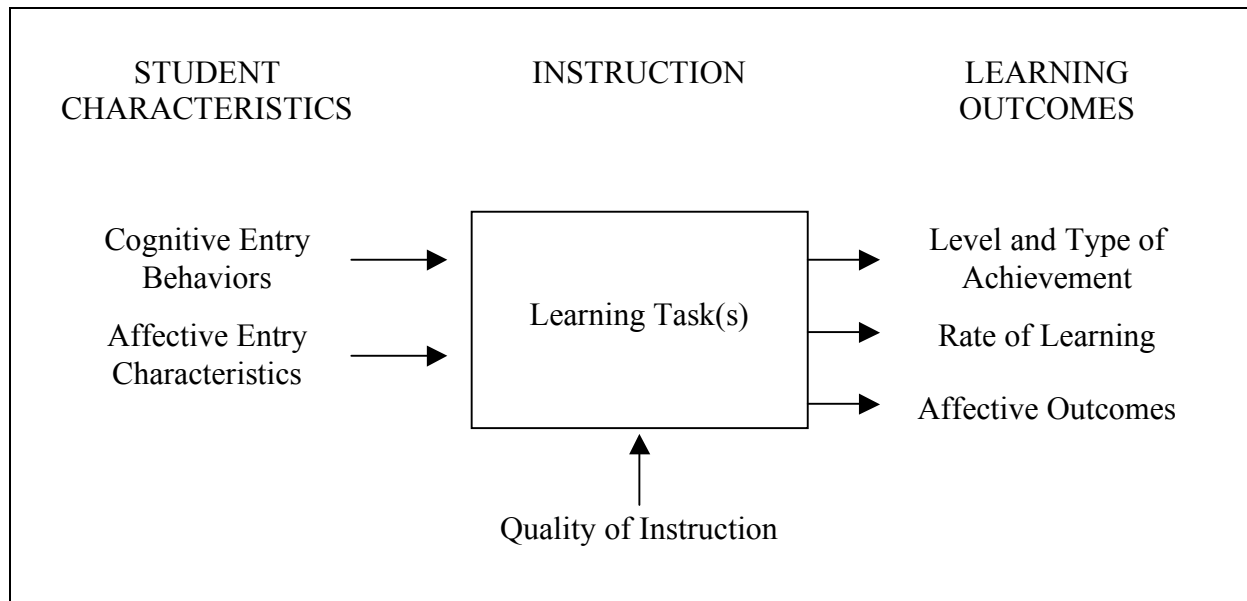 STUDENT
CHARACTERISTICS
INSTRUCTION
LEARNING
OUTCOMES
Cognitive Entry
Behaviors
Affective Entry
Characteristics
Learning Task(s)
Level and Type of
Achievement
Rate of Learning
Affective Outcomes
Quality of Instruction